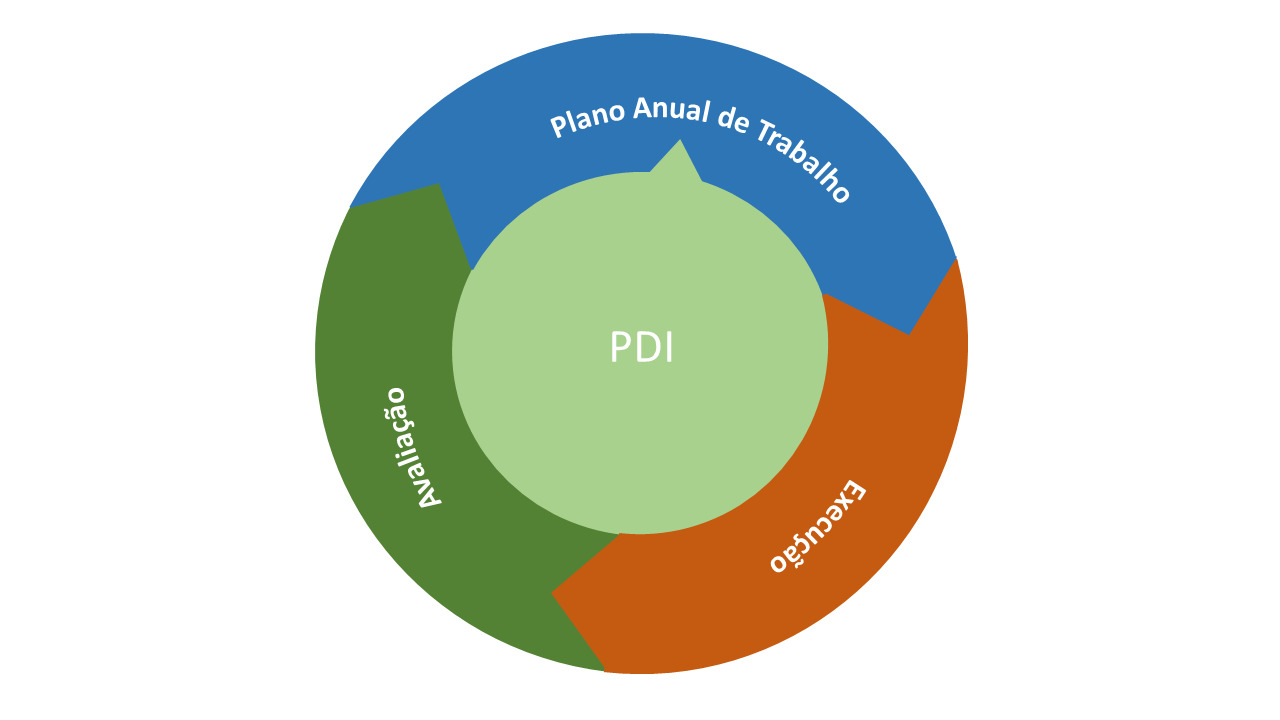 Plano Anual de Trabalho
PDI
Execução
Avaliação